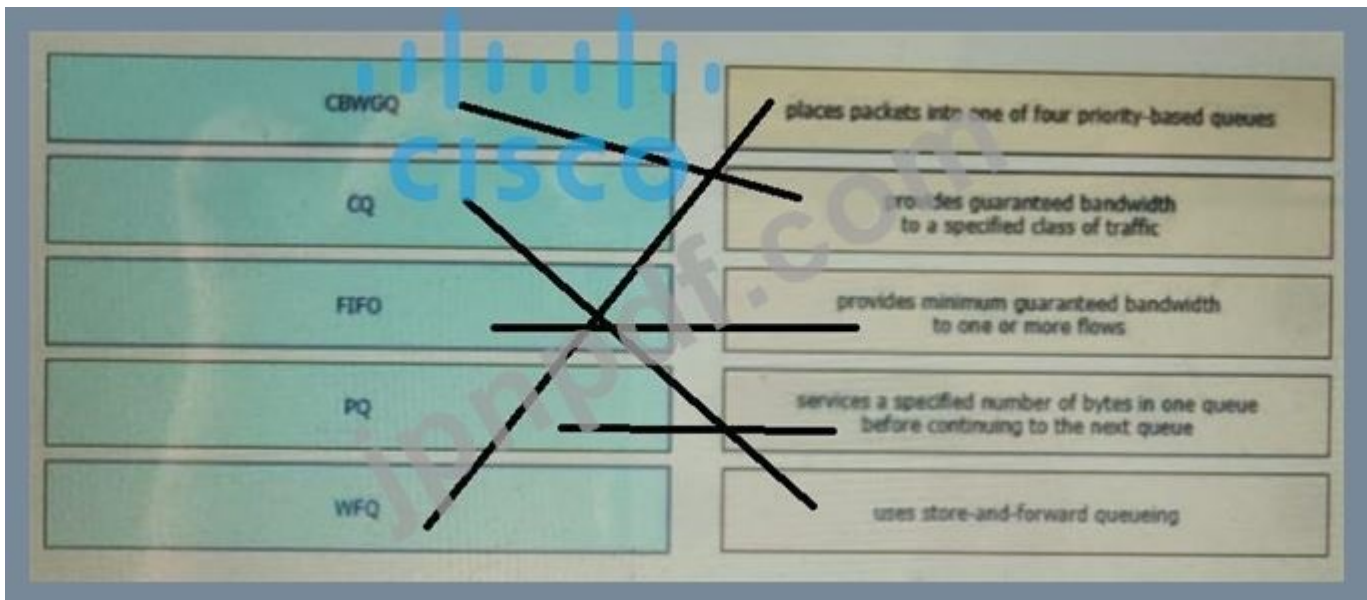 CBWGQ
places packets into one of four priority-based queues
CISCO
CQ
provides guaranteed bandwidth
to a specified class of traffic
FIFO
provides minimum guaranteed bandwidth
to one or more flows
PQ
services a specified number of bytes in one queue
before continuing to the next queue
WFQ
uses store-and-forward queueing
jpnpdf.com